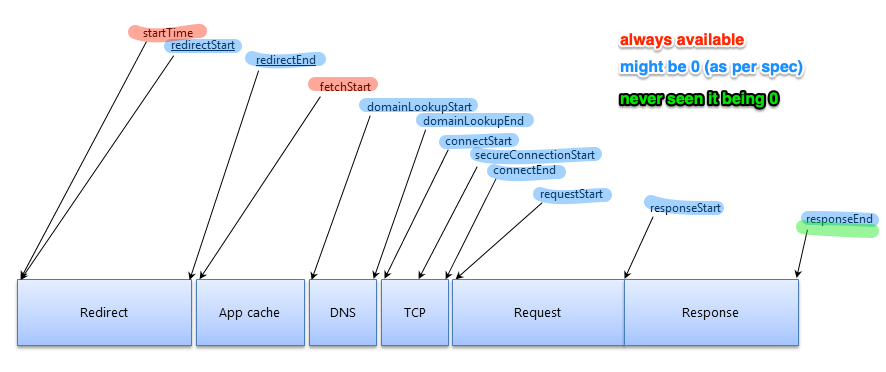 startTime
redirectStart
redirectEnd
fetchStart
domainLookupStart
domainLookupEnd
connectStart
secureConnectionStart
connectEnd
requestStart
responseStart
responseEnd
always available
might be 0 (as per spec)
never seen it being 0
Redirect
App cache
DNS
TCP
Request
Response